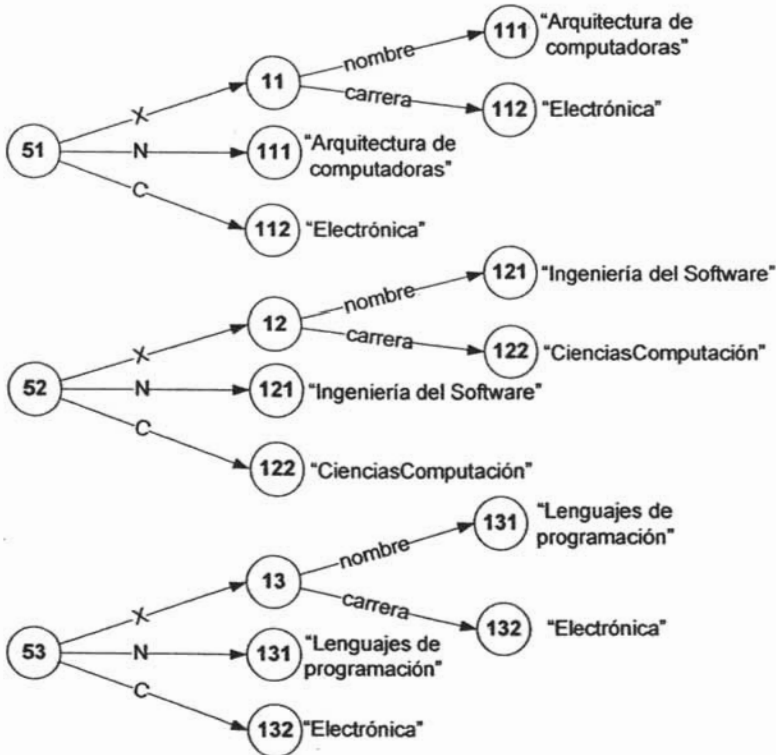 111 "Arquitectura de
computadoras"
nombre
11
carrera
112 "Electrónica"
X
51
N
111 "Arquitectura de
computadoras"
C
112 "Electrónica"
121 "Ingeniería del Software"
nombre
12
carrera
122 "CienciasComputación"
X
52
N
121 "Ingeniería del Software"
C
122 "CienciasComputación"
131 "Lenguajes de
programación"
nombre
13
carrera
132 "Electrónica"
X
53
N
131 "Lenguajes de
programación"
C
132 "Electrónica"